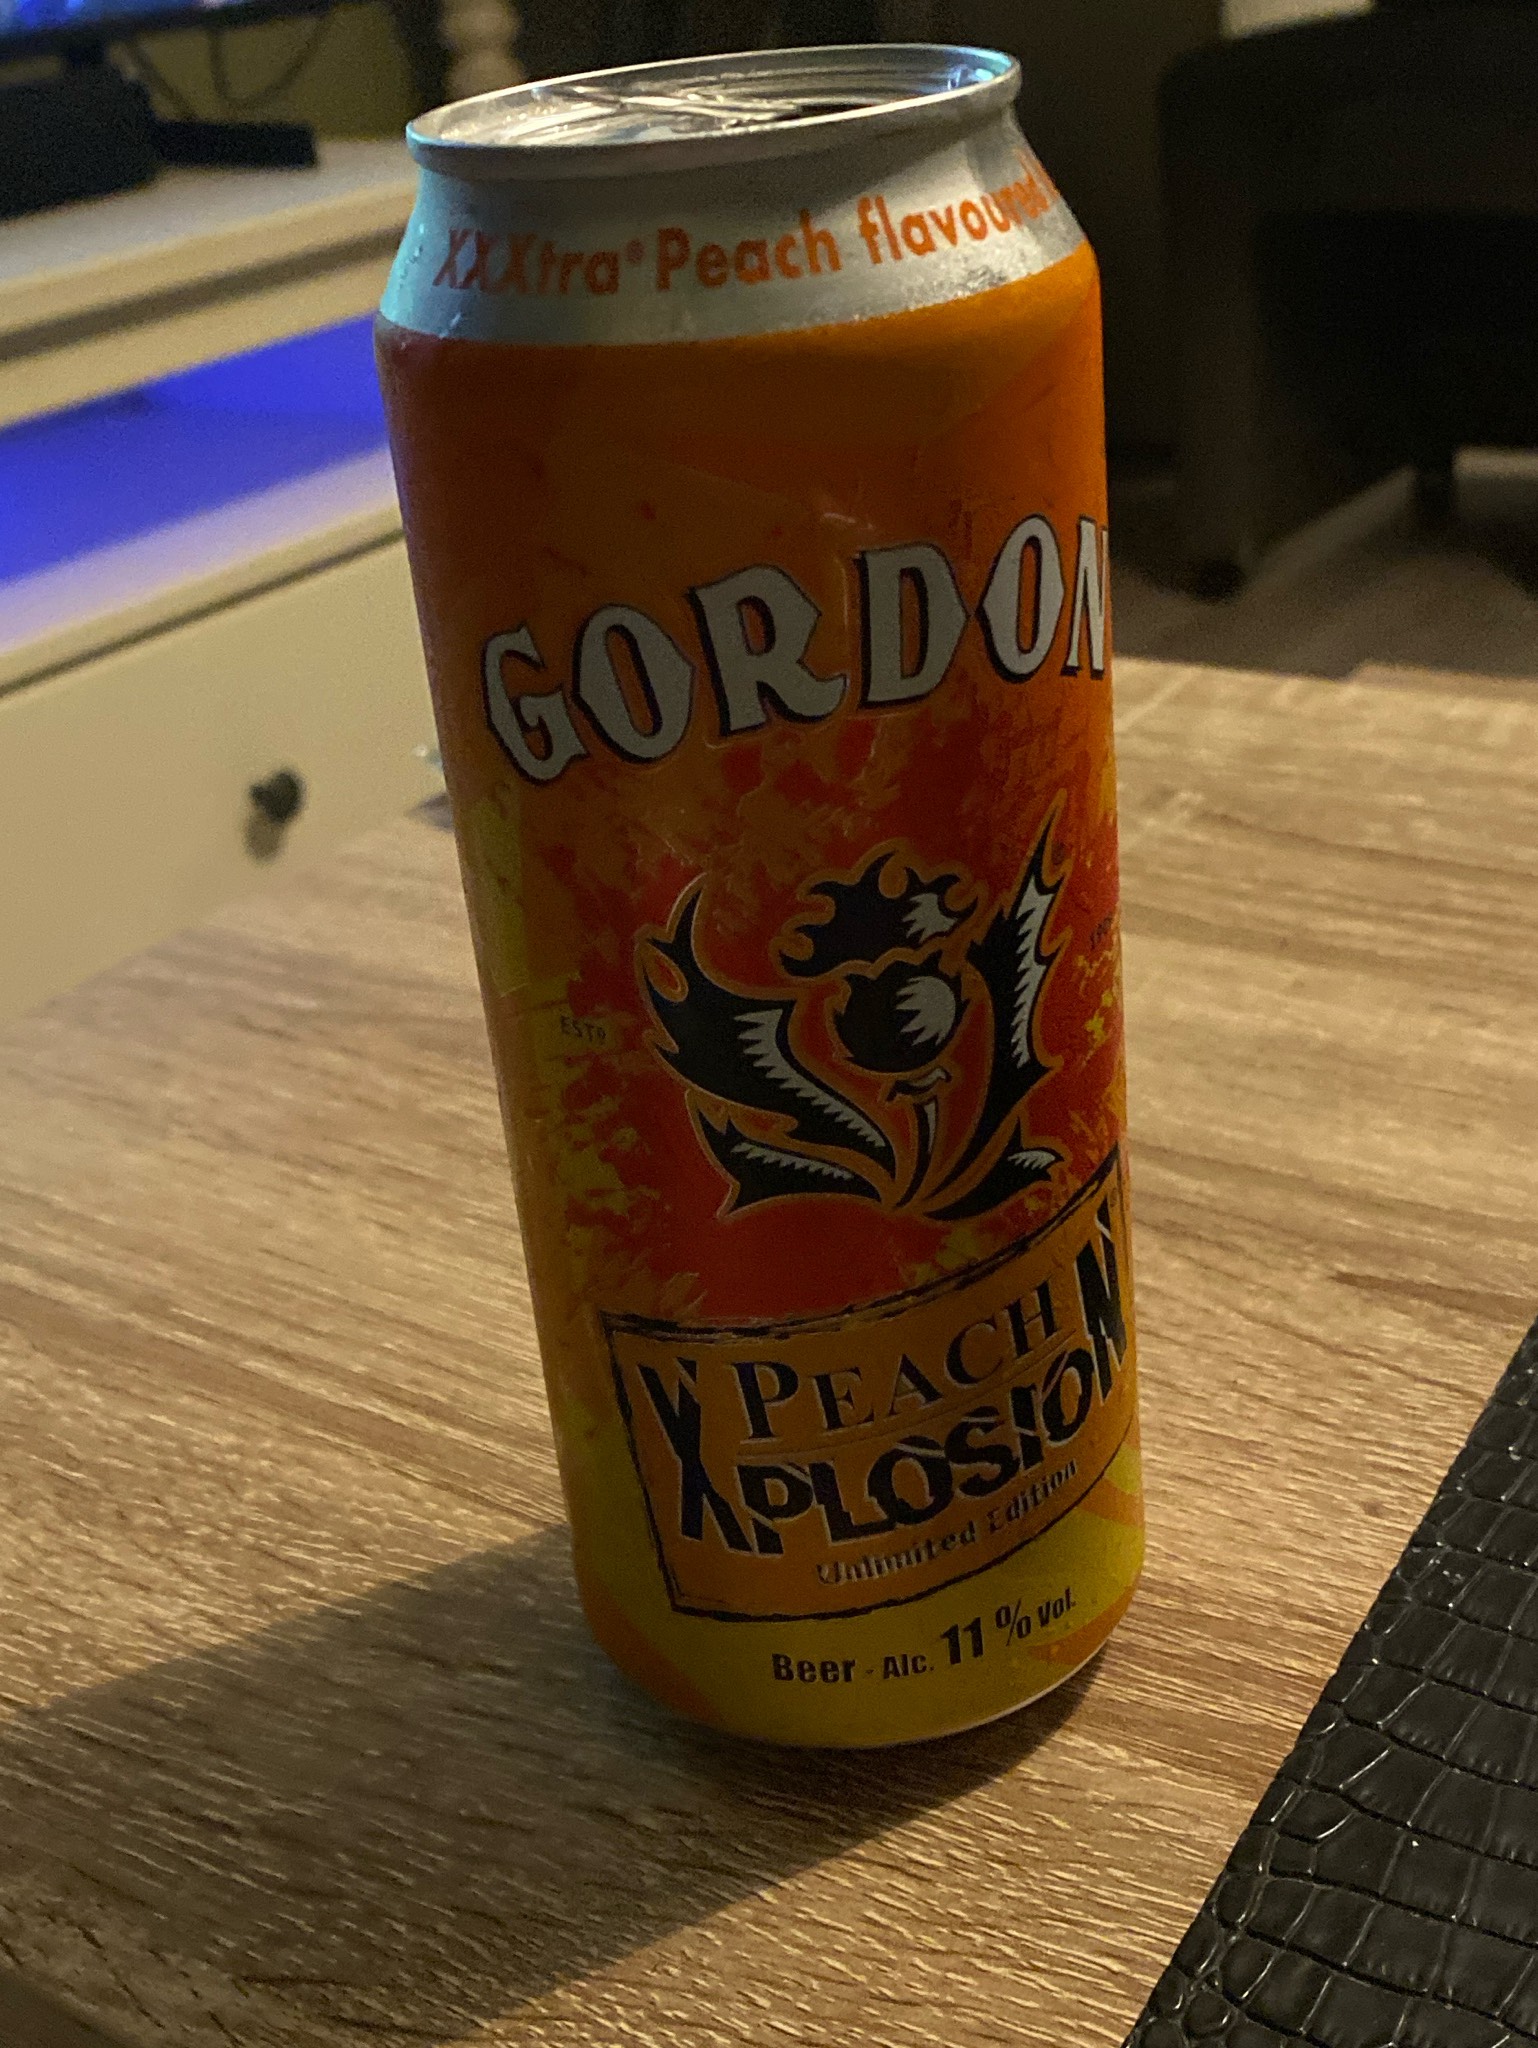 XXXtra® Peach flavoured
GORDON
ESTD
PEACH
XPLOSION
Unlimited Edition
Beer - Alc. 11 % Vol.